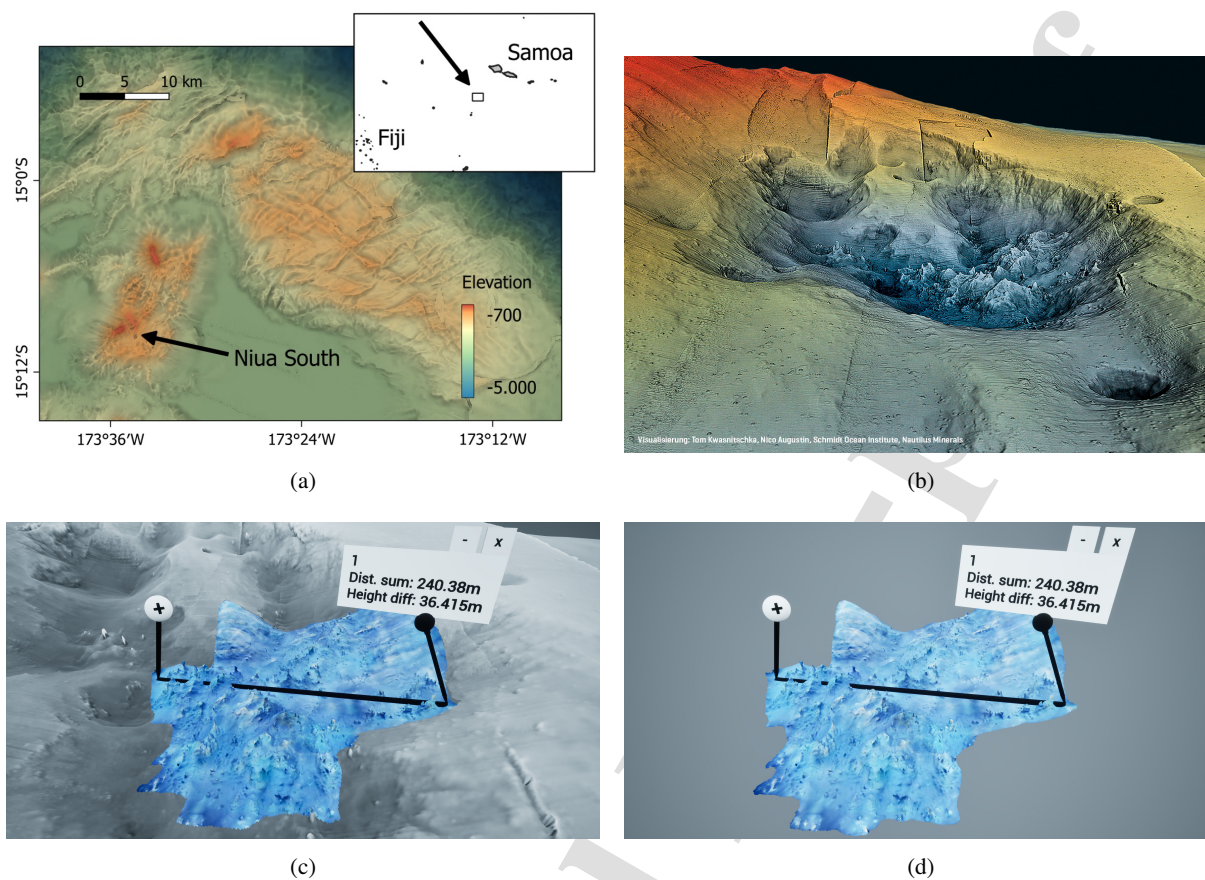 0 5 10 km
Samoa
Fiji
15°0'S
Elevation
-700
-5.000
Niua South
15°12'S
173°36'W 173°24'W 173°12'W
(a)
Visualisierung: Tom Kwasnitschka, Nico Augustin, Schmidt Ocean Institute, Nautilus Minerals
(b)
- x
1
Dist. sum: 240.38m
Height diff: 36.415m
+
(c)
- x
1
Dist. sum: 240.38m
Height diff: 36.415m
+
(d)